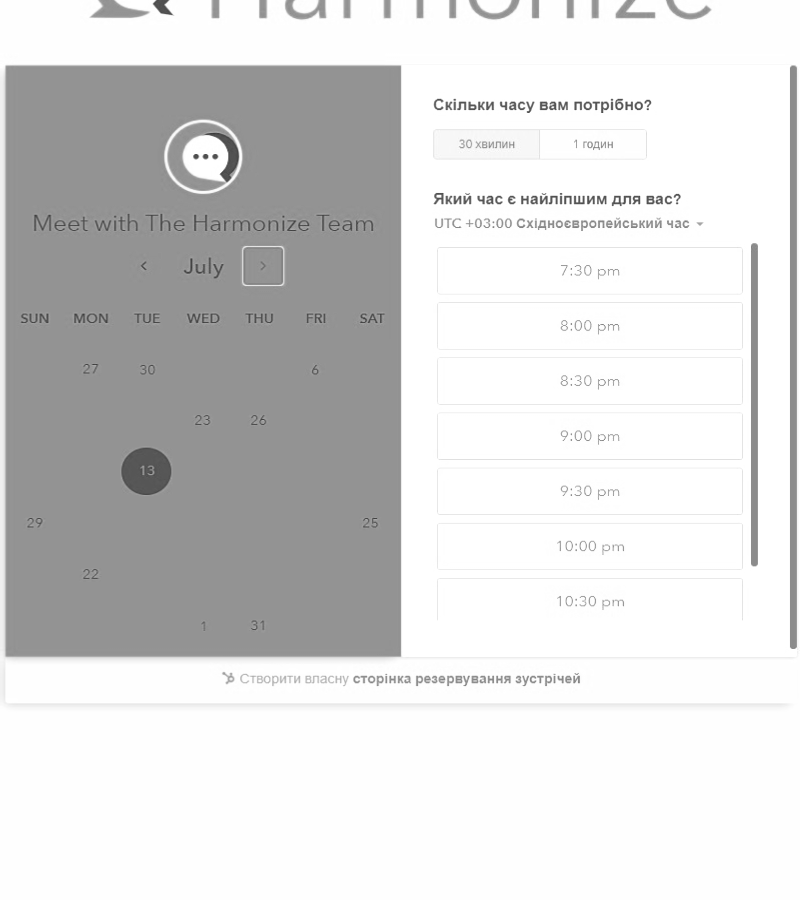 Harmonize
Meet with The Harmonize Team
July
SUN MON TUE WED THU FRI SAT
27 30 6
23 26
13
29 25
22
1 31
Скільки часу вам потрібно?
30 хвилин 1 годин
Який час є найліпшим для вас?
UTC +03:00 Східноєвропейський час
7:30 pm
8:00 pm
8:30 pm
9:00 pm
9:30 pm
10:00 pm
10:30 pm
Створити власну сторінка резервування зустрічей